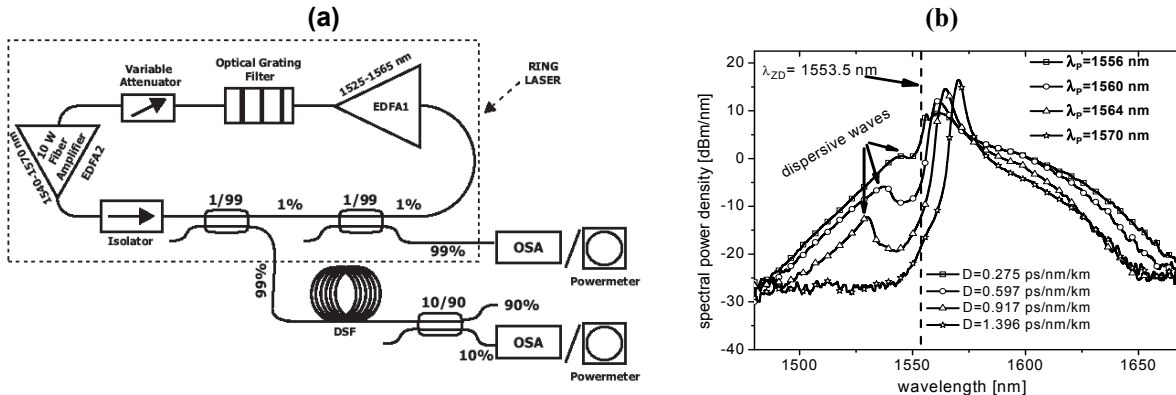 (a)
Variable
Attenuator
Optical Grating
Filter
1525-1565 nm
EDFA1
RING
LASER
1540-1570 nm
10 W
Fiber
Amplifier
EDFA2
Isolator
1/99
1%
1/99
1%
99%
99%
OSA
Powermeter
DSF
10/90
90%
10%
OSA
Powermeter
(b)
λZD= 1553.5 nm
λP=1556 nm
λP=1560 nm
λP=1564 nm
λP=1570 nm
dispersive waves
D=0.275 ps/nm/km
D=0.597 ps/nm/km
D=0.917 ps/nm/km
D=1.396 ps/nm/km
spectral power density [dBm/nm]
20
10
0
-10
-20
-30
-40
1500
1550
1600
1650
wavelength [nm]